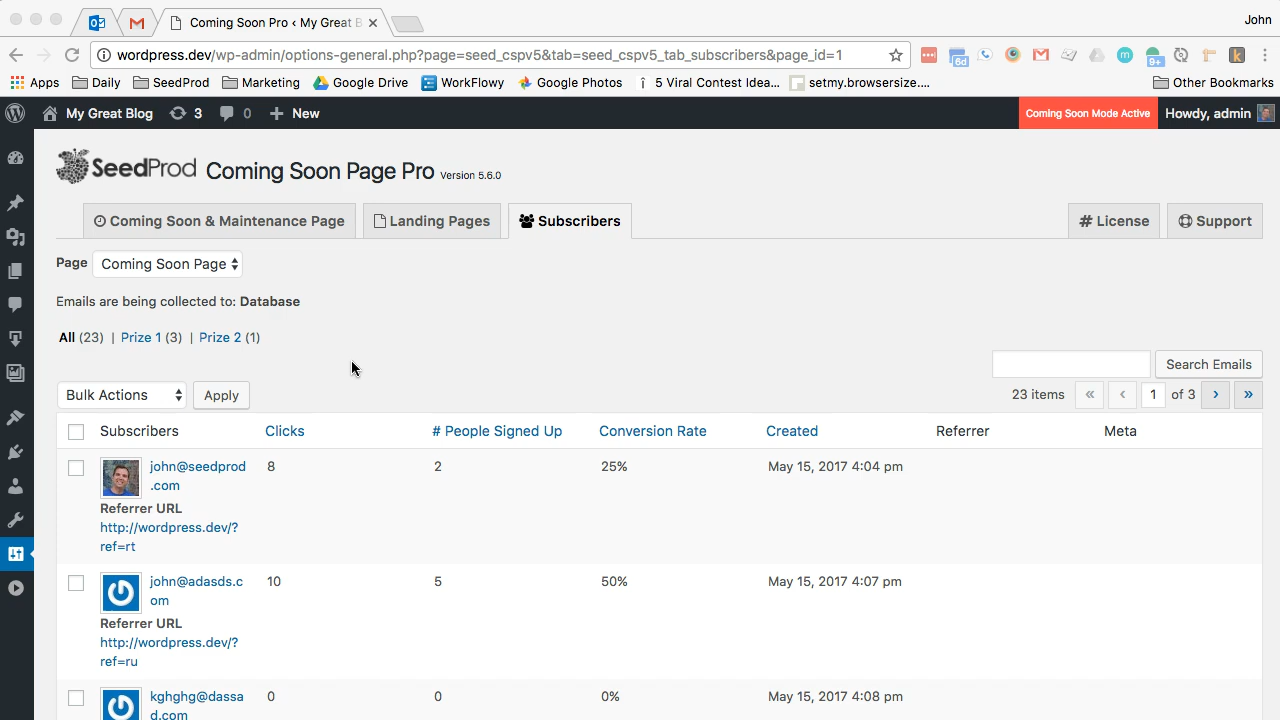 Coming Soon Pro ‹ My Great B
John
wordpress.dev/wp-admin/options-general.php?page=seed_cspv5&tab=seed_cspv5_tab_subscribers&page_id=1
6d
m
9+
k
Apps
Daily
SeedProd
Marketing
Google Drive
WorkFlowy
Google Photos
5 Viral Contest Idea...
setmy.browsersize....
Other Bookmarks
My Great Blog
3
0
New
Coming Soon Mode Active
Howdy, admin
SeedProd Coming Soon Page Pro Version 5.6.0
Coming Soon & Maintenance Page
Landing Pages
Subscribers
# License
Support
Page
Coming Soon Page
Emails are being collected to: Database
All (23) | Prize 1 (3) | Prize 2 (1)
Search Emails
Bulk Actions
Apply
23 items « ‹ 1 of 3 › »
Subscribers Clicks # People Signed Up Conversion Rate Created Referrer Meta
john@seedprod 8 2 25% May 15, 2017 4:04 pm
.com
Referrer URL
http://wordpress.dev/?
ref=rt
john@adasds.c 10 5 50% May 15, 2017 4:07 pm
om
Referrer URL
http://wordpress.dev/?
ref=ru
kghghg@dassa 0 0 0% May 15, 2017 4:08 pm
d.com